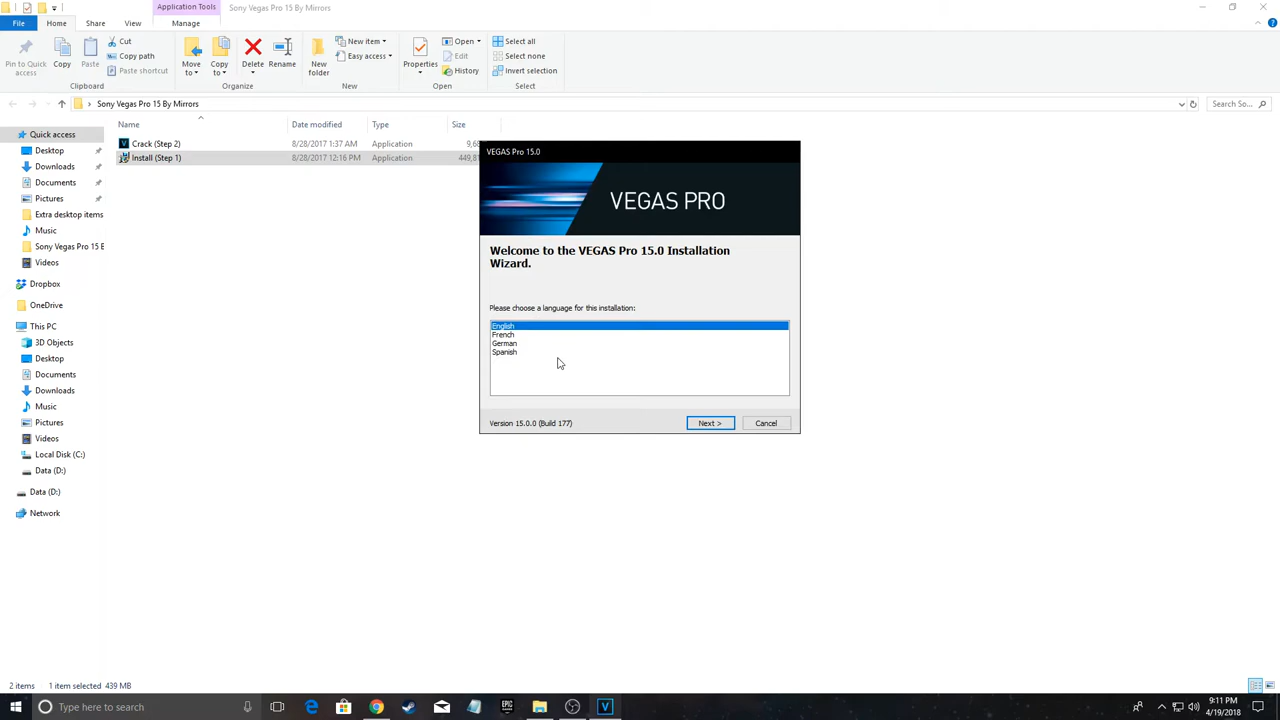 Application Tools
Sony Vegas Pro 15 By Mirrors
File
Home
Share
View
Manage
Pin to Quick
access
Copy
Paste
Cut
Copy path
Paste shortcut
Clipboard
Move
to
Copy
to
Delete
Rename
Organize
New
folder
New item
Easy access
New
Properties
Open
Edit
History
Open
Select all
Select none
Invert selection
Select
Sony Vegas Pro 15 By Mirrors
Search So...
Name
Date modified
Type
Size
Crack (Step 2)
8/28/2017 1:37 AM
Application
Install (Step 1)
8/28/2017 12:16 PM
Application
Quick access
Desktop
Downloads
Documents
Pictures
Extra desktop items
Music
Sony Vegas Pro 15 B
Videos
Dropbox
OneDrive
This PC
3D Objects
Desktop
Documents
Downloads
Music
Pictures
Videos
Local Disk (C:)
Data (D:)
Data (D:)
Network
VEGAS Pro 15.0
VEGAS PRO
Welcome to the VEGAS Pro 15.0 Installation
Wizard.
Please choose a language for this installation:
English
French
German
Spanish
Version 15.0.0 (Build 177)
Next >
Cancel
2 items
1 item selected 439 MB
Type here to search
EPIC
V
9:11 PM
4/19/2018